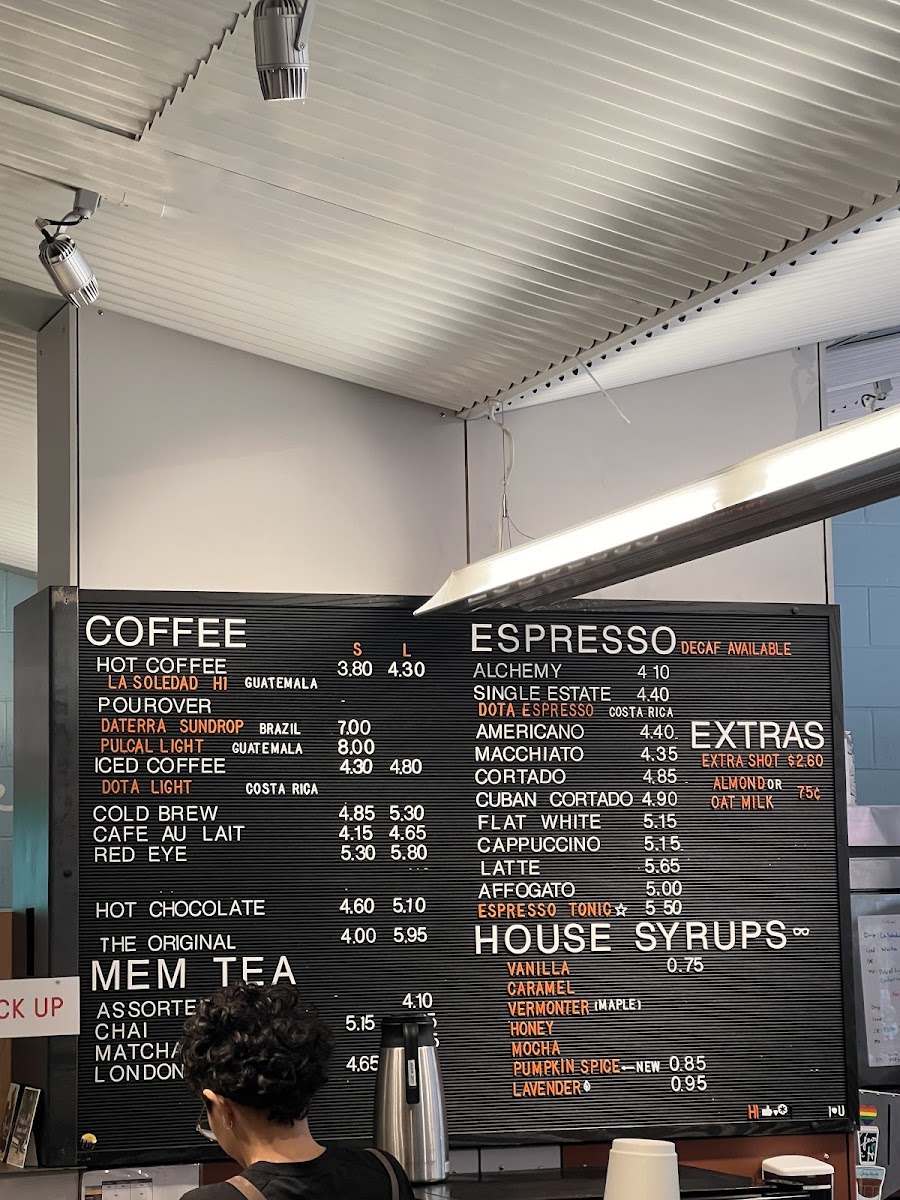 COFFEE
S L
HOT COFFEE 3.80 4.30
LA SOLEDAD H1 GUATEMALA
POUROVER -
DATERRA SUNDROP BRAZIL 7.00
PULCAL LIGHT GUATEMALA 8.00
ICED COFFEE 4.30 4.80
DOTA LIGHT COSTA RICA
COLD BREW 4.85 5.30
CAFE AU LAIT 4.15 4.65
RED EYE 5.30 5.80
HOT CHOCOLATE 4.60 5.10
THE ORIGINAL 4.00 5.95
MEM TEA
ASSORTE 4.10
CHAI 5.15
MATCHA
LONDON 4.65
CK UP
ESPRESSO DECAF AVAILABLE
ALCHEMY 4 10
SINGLE ESTATE 4.40
DOTA ESPRESSO COSTA RICA
AMERICANO 4.40
MACCHIATO 4.35
CORTADO 4.85
CUBAN CORTADO 4.90
FLAT WHITE 5.15
CAPPUCCINO 5.15
LATTE 5.65
AFFOGATO 5.00
ESPRESSO TONIC☆ 5 50
EXTRAS
EXTRA SHOT $2.60
ALMOND OR
OAT MILK 75¢
HOUSE SYRUPS ∞
VANILLA 0.75
CARAMEL
VERMONTER (MAPLE)
HONEY
MOCHA
PUMPKIN SPICE—NEW 0.85
LAVENDER 0.95
HI 👍♥✪ I♥U